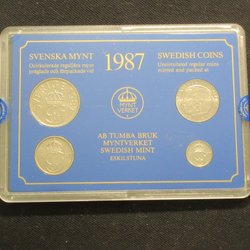 SVENSKA MYNT
Ocirkulerade reguljära mynt
präglade och förpackade vid
1987
SWEDISH COINS
Uncirculated regular coins
minted and packed at
MYNT
VERKET
AB TUMBA BRUK
MYNTVERKET
SWEDISH MINT
ESKILSTUNA